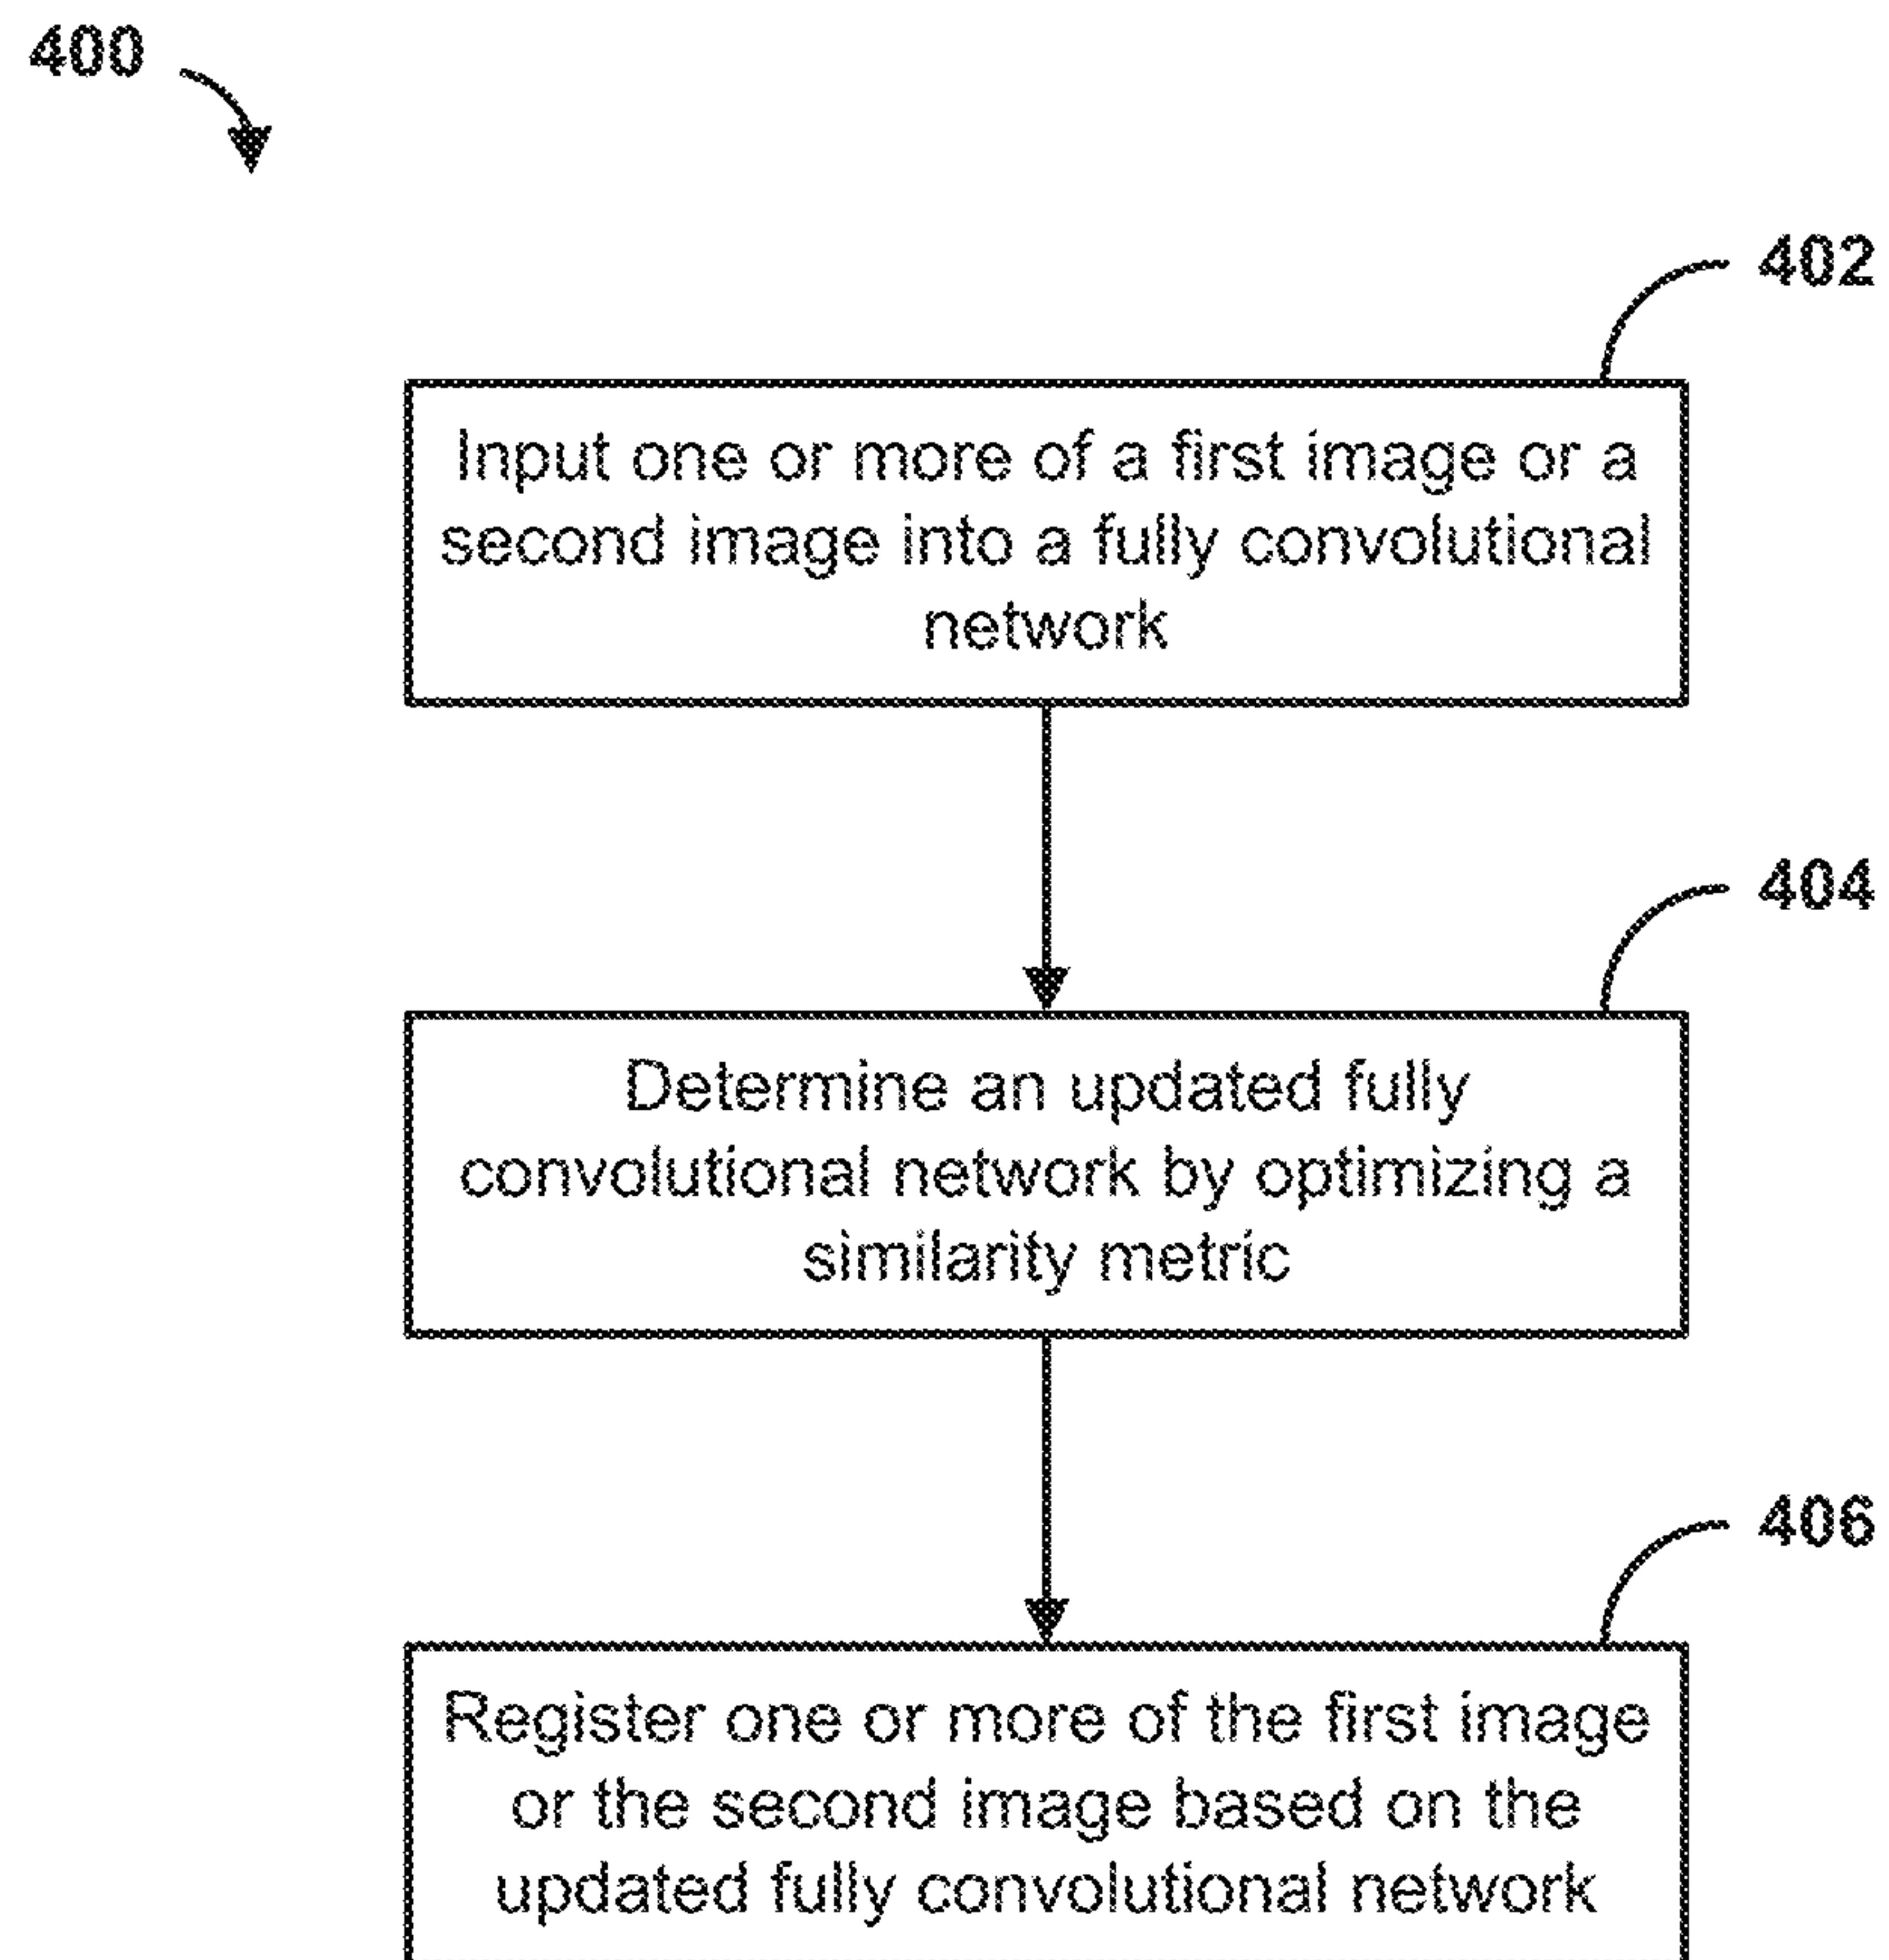 400
402
Input one or more of a first image or a
second image into a fully convolutional
network
404
Determine an updated fully
convolutional network by optimizing a
similarity metric
406
Register one or more of the first image
or the second image based on the
updated fully convolutional network